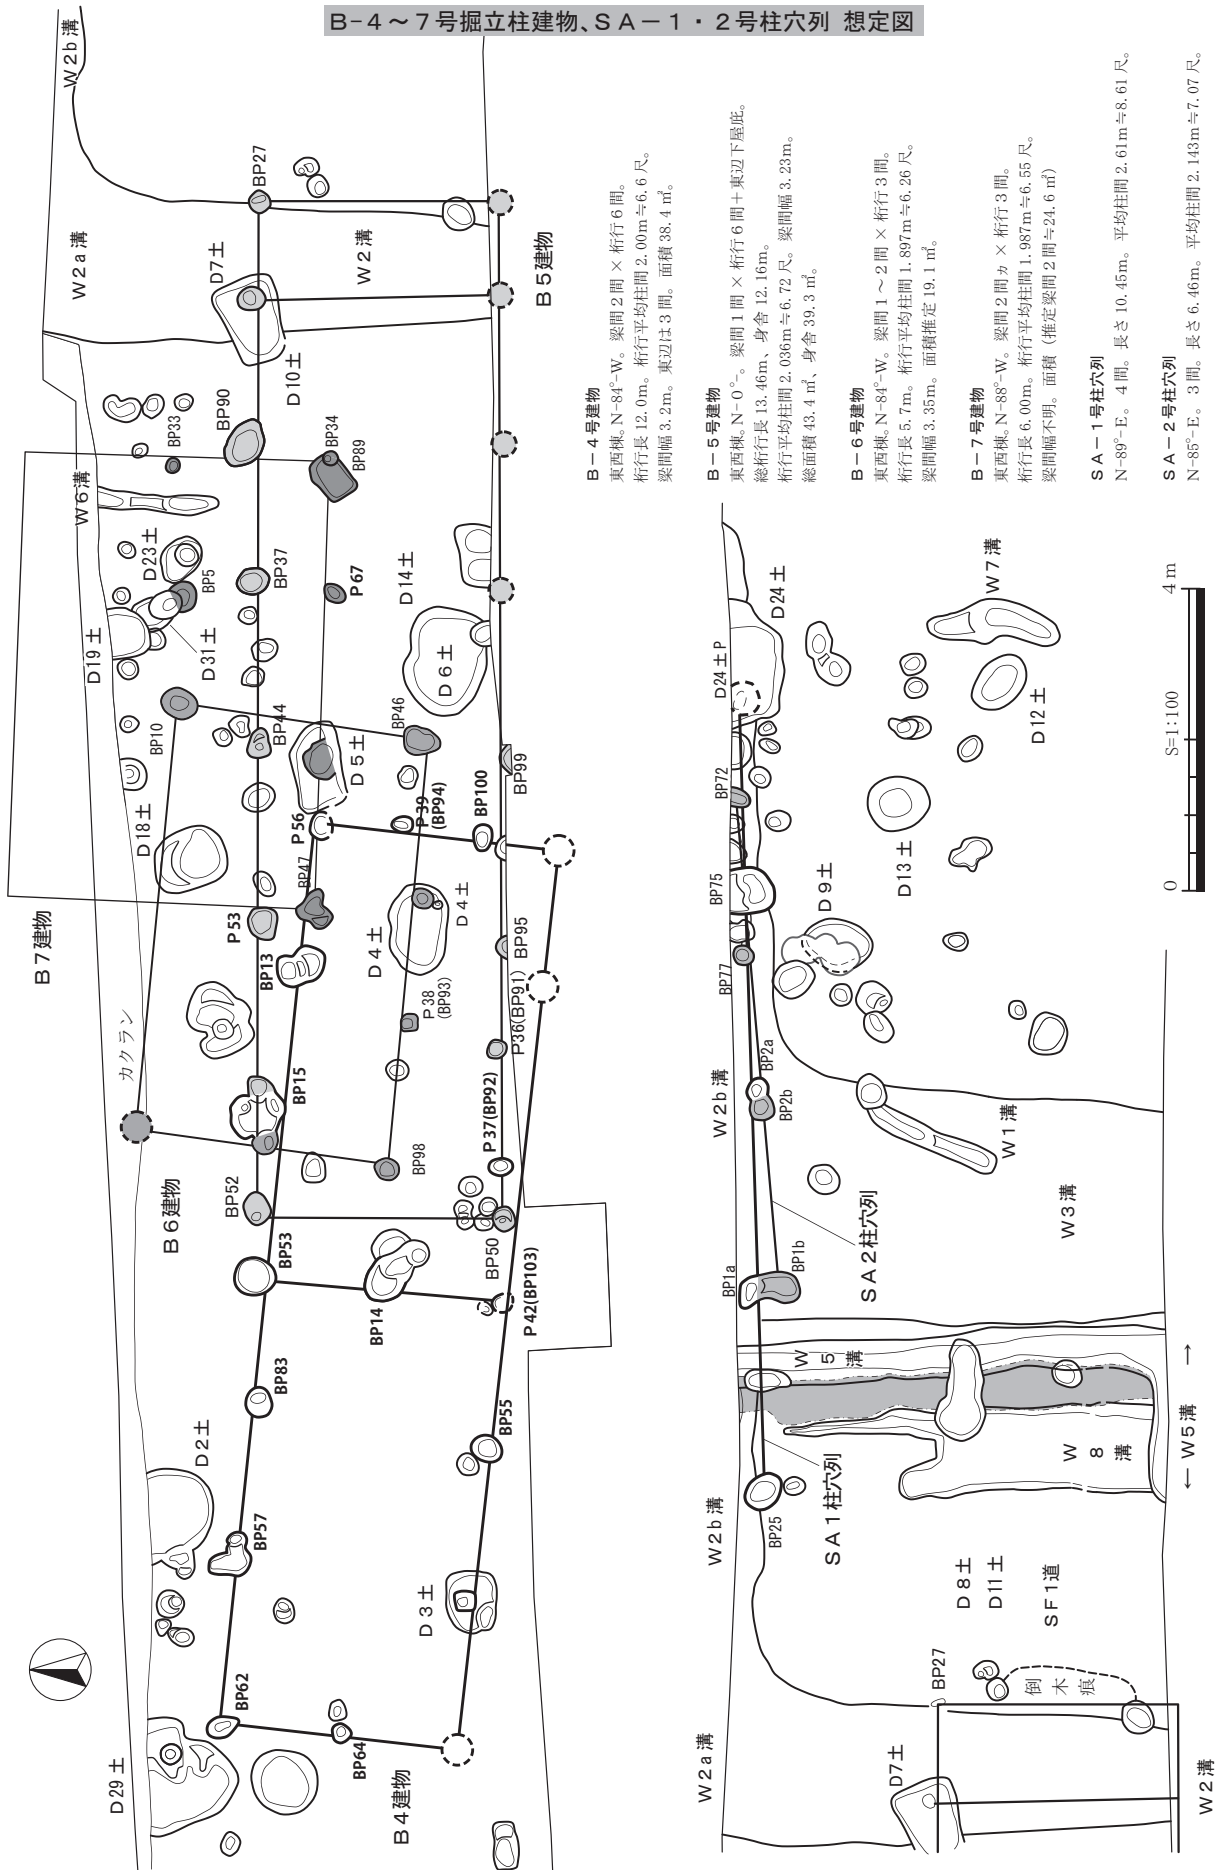 B-4～7号掘立柱建物、SA-1・2号柱穴列 想定図
B-4号建物
東西棟。N-84°-W。梁間2間×桁行6間。
桁行長12.0m。桁行平均柱間2.00m≒6.6尺。
梁間幅3.2m。東辺は3間。面積38.4㎡。
B-5号建物
東西棟。N-0°-。梁間1間×桁行6間+東辺下屋庇。
総桁行長13.46m、身舎12.16m。
桁行平均柱間2.036m≒6.72尺。梁間幅3.23m。
総面積43.4㎡、身舎39.3㎡。
B-6号建物
東西棟。N-84°-W。梁間1～2間×桁行3間。
桁行長5.7m。桁行平均柱間1.897m≒6.26尺。
梁間幅3.35m。面積推定19.1㎡。
B-7号建物
東西棟。N-88°-W。梁間2間ヵ×桁行3間。
桁行長6.00m。桁行平均柱間1.987m≒6.55尺。
梁間幅不明。面積（推定梁間2間≒24.6㎡）
SA-1号柱穴列
N-89°-E。4間。長さ10.45m。平均柱間2.61m≒8.61尺。
SA-2号柱穴列
N-85°-E。3間。長さ6.46m。平均柱間2.143m≒7.07尺。
W2b溝
W2a溝
BP27
D7土
W2溝
B5建物
D10土
BP90
BP33
BP34
BP89
W6溝
D23土
BP5
BP37
P67
D14土
D19土
D31土
D6土
BP10
BP44
BP46
D5土
BP99
D18土
P56
P39
(BP94)
BP100
BP47
B7建物
P53
BP13
D4土
D4土
BP95
P38
(BP93)
P36(BP91)
カクラン
BP15
P37(BP92)
BP98
B6建物
BP52
BP50
BP53
BP14
P42(BP103)
BP83
BP55
D2土
BP57
D3土
BP62
BP64
D29土
B4建物
D24土
D24土P
W7溝
BP72
D12土
BP75
D13土
D9土
BP77
W2b溝
BP2a
BP2b
W1溝
BP1a
BP1b
SA2柱穴列
W3溝
W5溝
W8溝
← W5溝 →
SA1柱穴列
BP25
W2b溝
D8土
D11土
SF1道
BP27
倒木痕
W2a溝
D7土
W2溝
0
S=1:100
4m